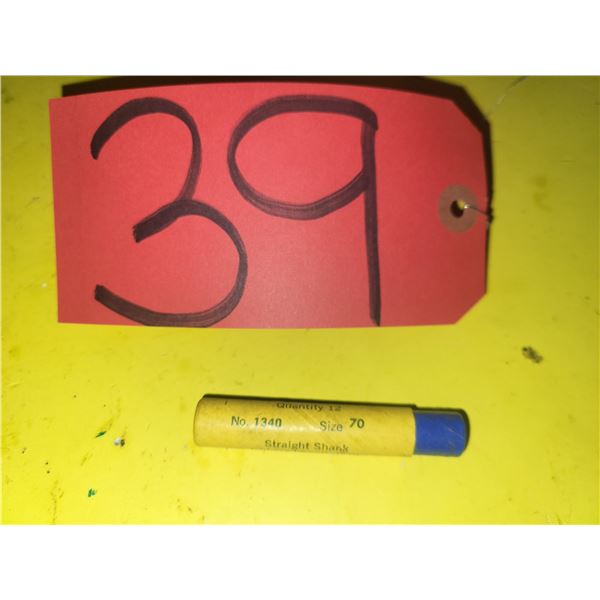 39
Quantity 12
No. 1340 Size 70
Straight Shank